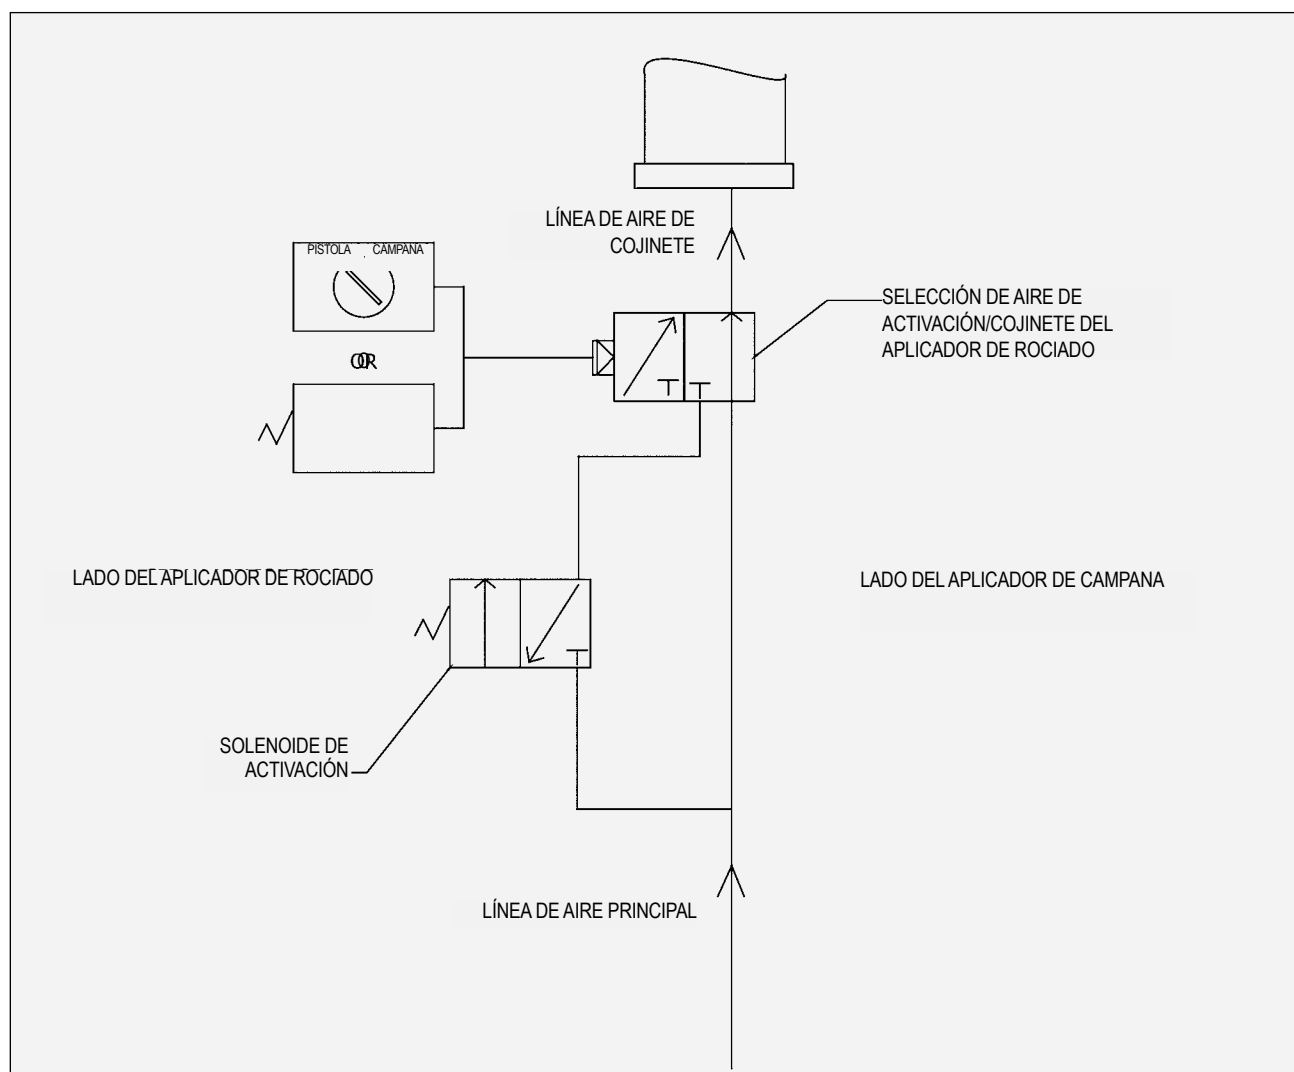 LÍNEA DE AIRE DE
COJINETE
PISTOLA CAMPANA
SELECCIÓN DE AIRE DE
ACTIVACIÓN/COJINETE DEL
APLICADOR DE ROCIADO
OR
LADO DEL APLICADOR DE ROCIADO
LADO DEL APLICADOR DE CAMPANA
SOLENOIDE DE
ACTIVACIÓN
LÍNEA DE AIRE PRINCIPAL